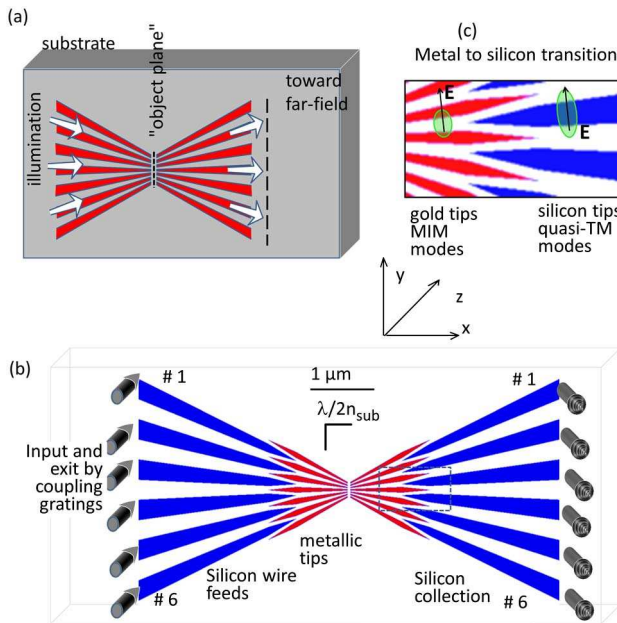 (a)
substrate
"object plane"
toward
far-field
illumination
(c)
Metal to silicon transition
E
E
gold tips
MIM
modes
silicon tips
quasi-TM
modes
y
z
x
(b)
# 1
1 µm
λ/2n_sub
# 1
Input and
exit by
coupling
gratings
metallic
tips
Silicon wire
feeds
Silicon
collection
# 6
# 6